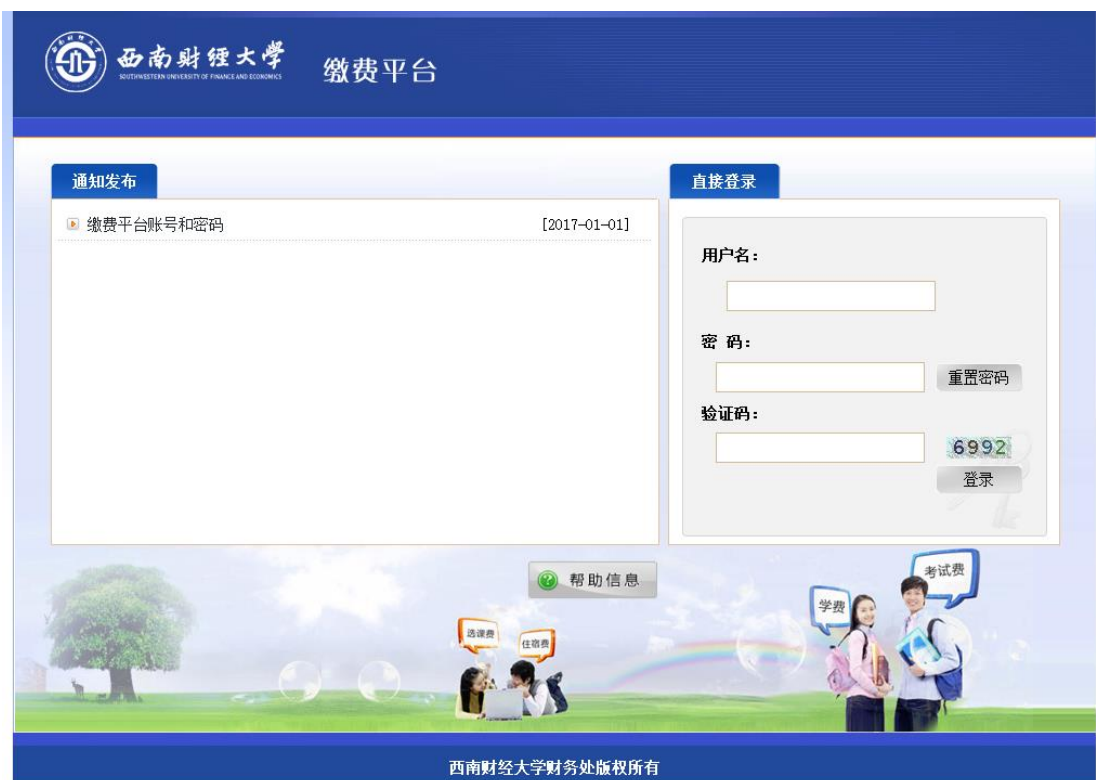 西南财经大學
SOUTHWESTERN UNIVERSITY OF FINANCE AND ECONOMICS
缴费平台
通知发布
缴费平台账号和密码 [2017-01-01]
直接登录
用户名：
密 码：
重置密码
验证码：
6992
登录
帮助信息
选课费
住宿费
学费
考试费
西南财经大学财务处版权所有